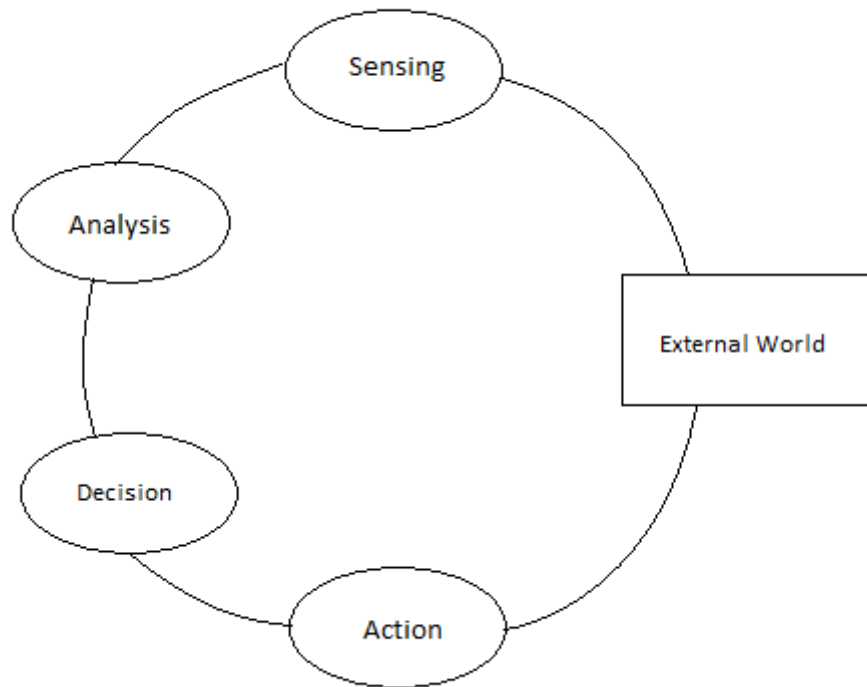 Sensing
Analysis
External World
Decision
Action